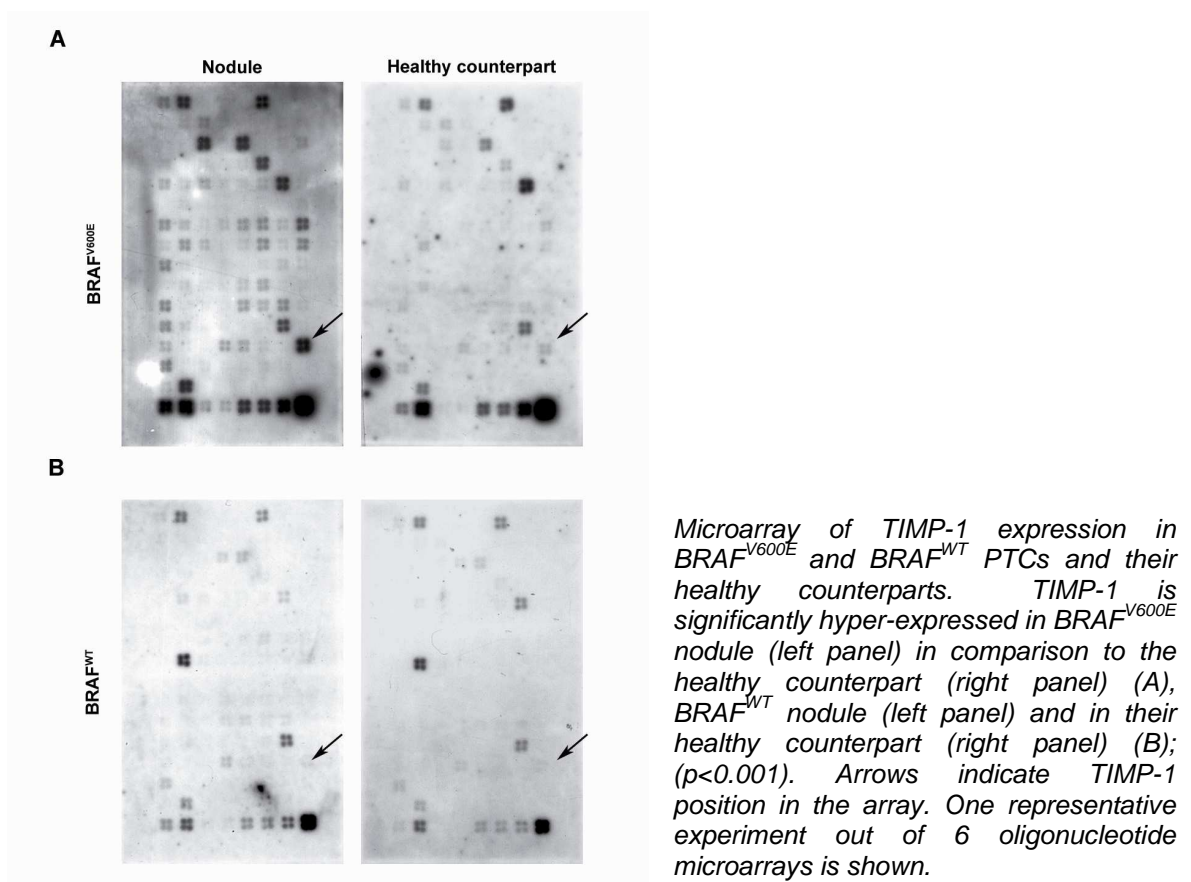 A
Nodule
Healthy counterpart
BRAFV600E
B
BRAFWT
Microarray of TIMP-1 expression in
BRAFV600E and BRAFWT PTCs and their
healthy counterparts. TIMP-1 is
significantly hyper-expressed in BRAFV600E
nodule (left panel) in comparison to the
healthy counterpart (right panel) (A),
BRAFWT nodule (left panel) and in their
healthy counterpart (right panel) (B);
(p<0.001). Arrows indicate TIMP-1
position in the array. One representative
experiment out of 6 oligonucleotide
microarrays is shown.